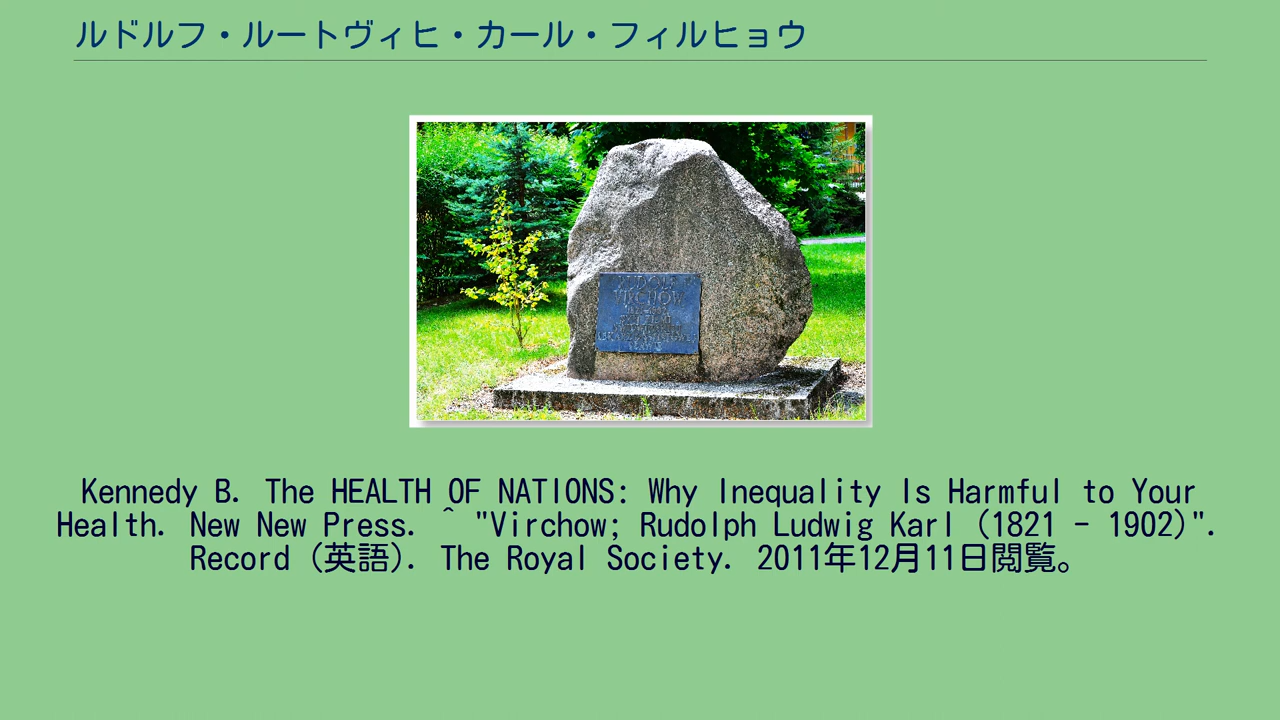 ルドルフ・ルートヴィヒ・カール・フィルヒョウ
RUDOLF
VIRCHOW
Kennedy B. The HEALTH OF NATIONS: Why Inequality Is Harmful to Your
Health. New New Press. ^ "Virchow; Rudolph Ludwig Karl (1821 - 1902)".
Record (英語). The Royal Society. 2011年12月11日閲覧。